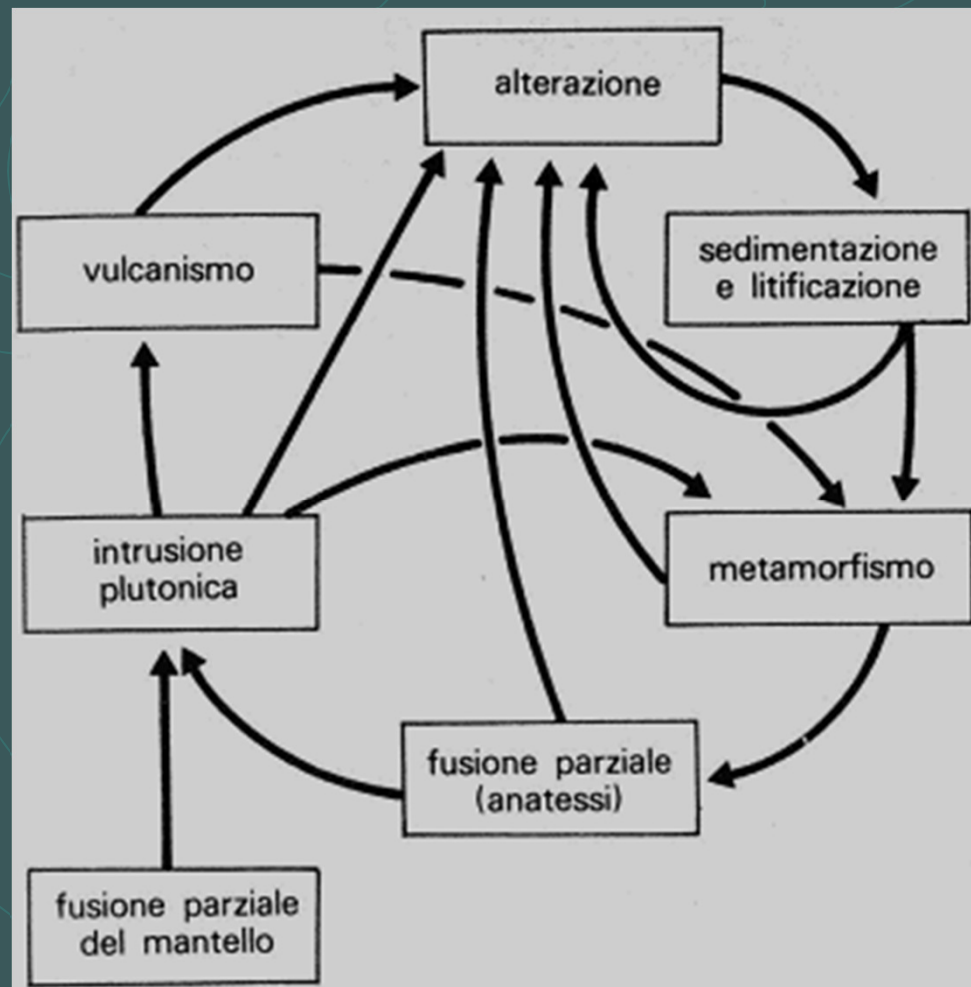 alterazione
vulcanismo
sedimentazione
e litificazione
intrusione
plutonica
metamorfismo
fusione parziale
(anatessi)
fusione parziale
del mantello